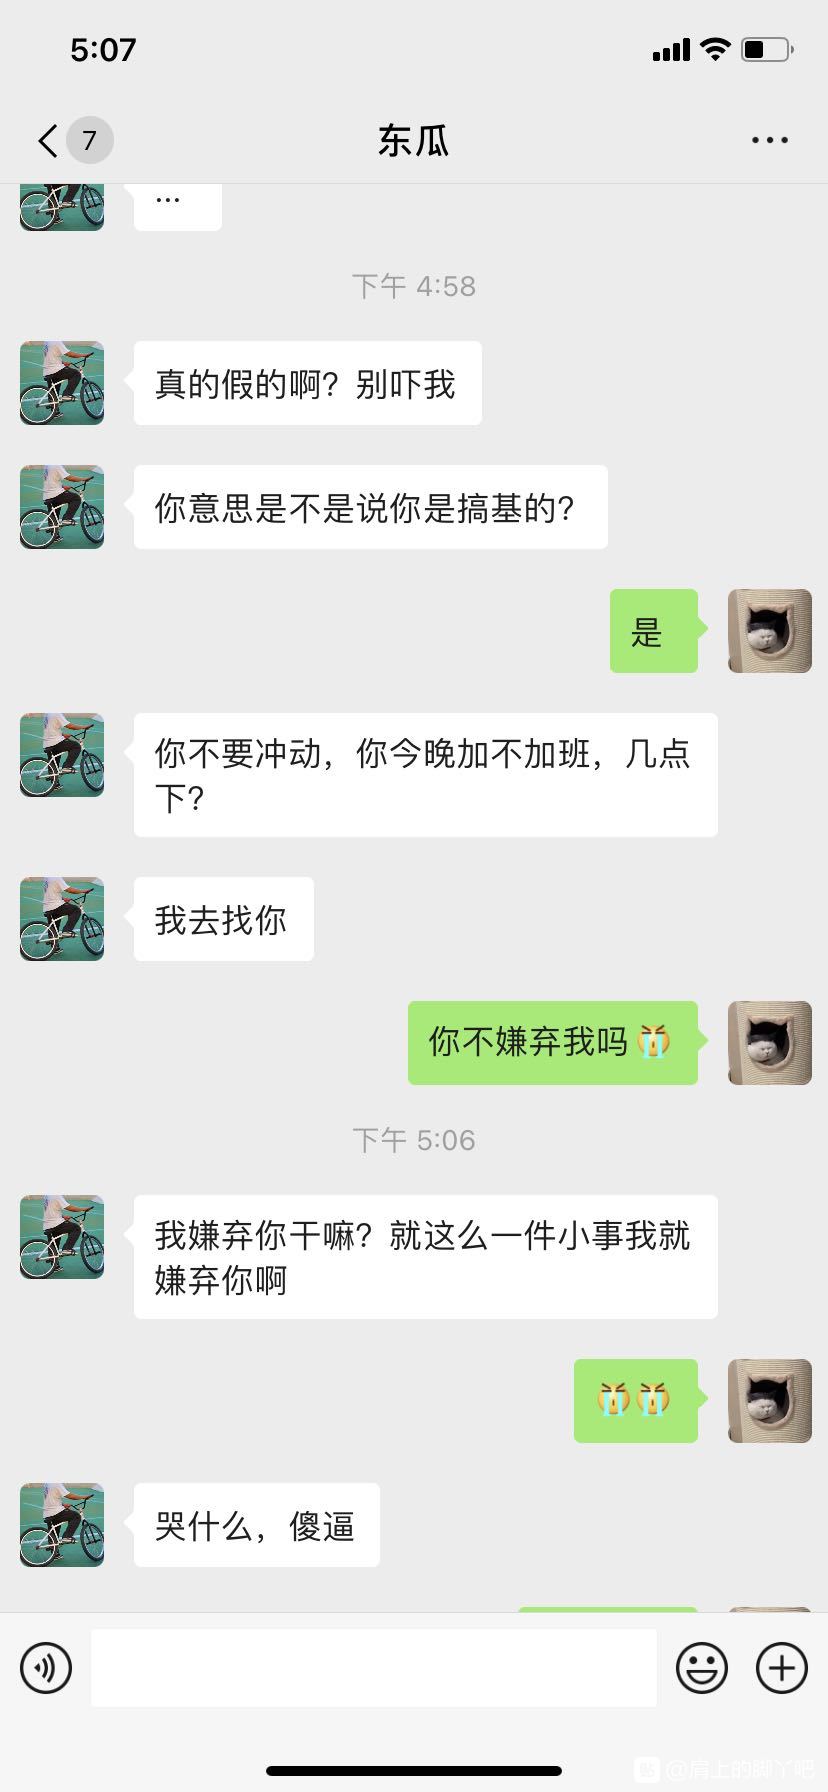 5:07
7
东瓜
...
...
下午 4:58
真的假的啊？别吓我
你意思是不是说你是搞基的？
是
你不要冲动，你今晚加不加班，几点
下？
我去找你
你不嫌弃我吗😭
下午 5:06
我嫌弃你干嘛？就这么一件小事我就
嫌弃你啊
😭😭
哭什么，傻逼
贴 @肩上的脚丫吧